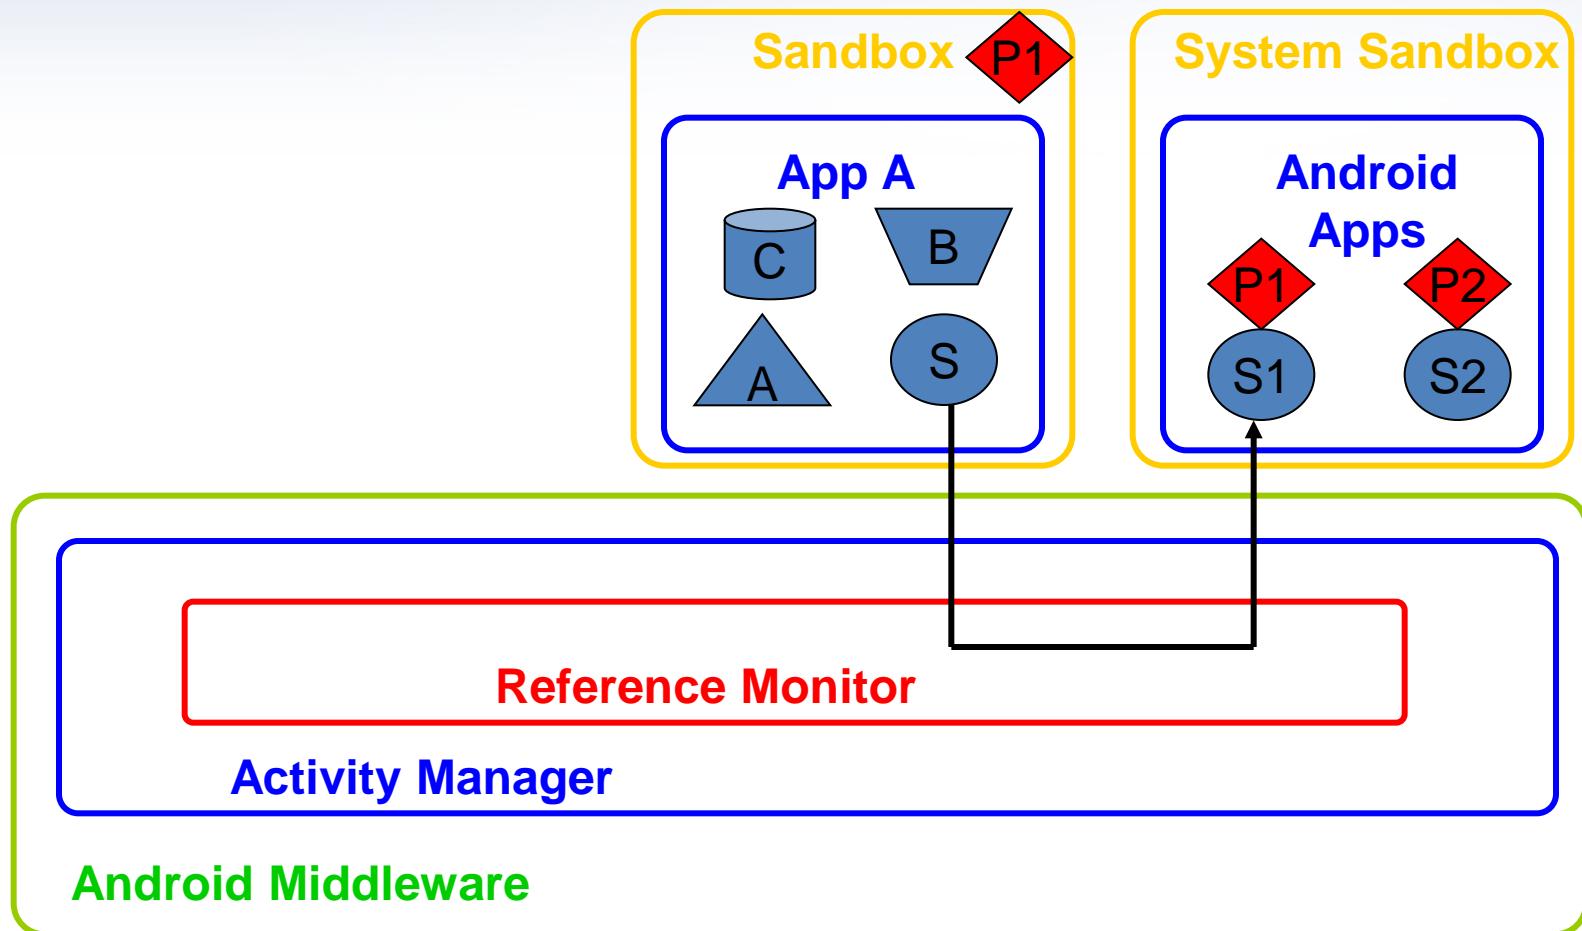 Sandbox P1
System Sandbox
App A
C
B
A
S
Android
Apps
P1
P2
S1
S2
Reference Monitor
Activity Manager
Android Middleware